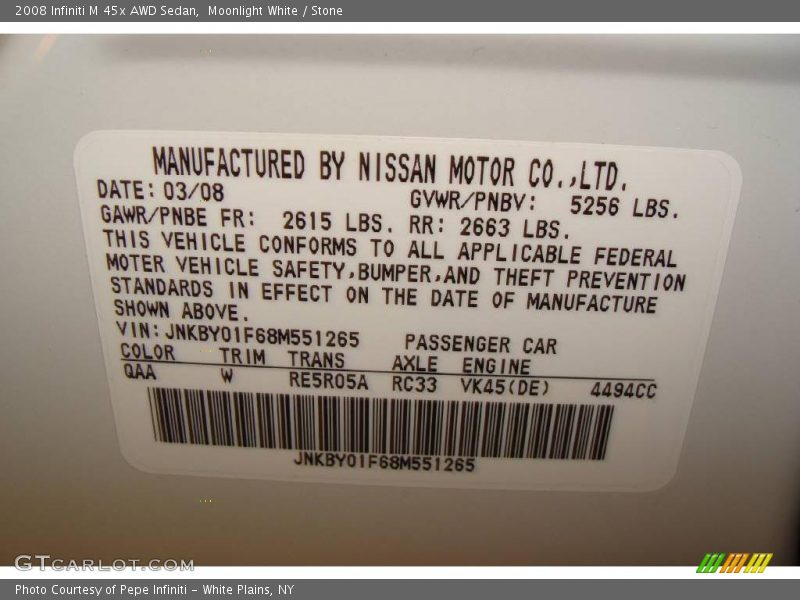 2008 Infiniti M 45x AWD Sedan,  Moonlight White / Stone
MANUFACTURED BY NISSAN MOTOR CO.,LTD.
DATE: 03/08 GVWR/PNBV: 5256 LBS.
GAWR/PNBE FR: 2615 LBS. RR: 2663 LBS.
THIS VEHICLE CONFORMS TO ALL APPLICABLE FEDERAL
MOTER VEHICLE SAFETY,BUMPER,AND THEFT PREVENTION
STANDARDS IN EFFECT ON THE DATE OF MANUFACTURE
SHOWN ABOVE.
VIN: JNKBY01F68M551265 PASSENGER CAR
COLOR TRIM TRANS AXLE ENGINE
QAA W RE5R05A RC33 VK45(DE) 4494CC
JNKBY01F68M551265
GTCARLOT.COM
Photo Courtesy of Pepe Infiniti - White Plains, NY